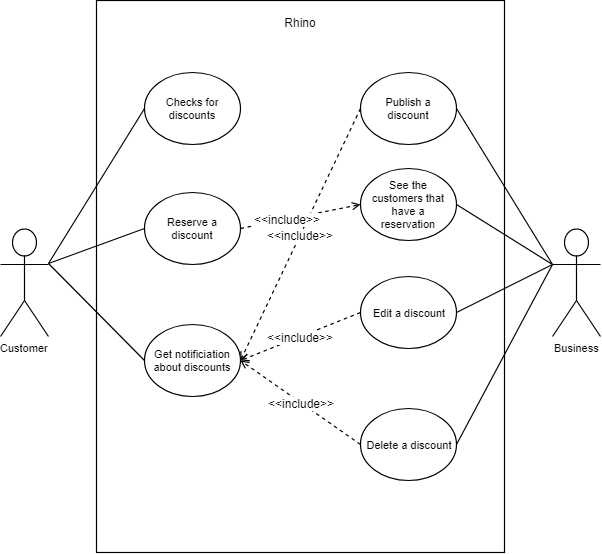 Rhino
Checks for
discounts
Publish a
discount
Reserve a
discount
<<include>>
<<include>>
See the
customers that
have a
reservation
Customer
Business
Get notificiation
about discounts
<<include>>
Edit a discount
<<include>>
Delete a discount